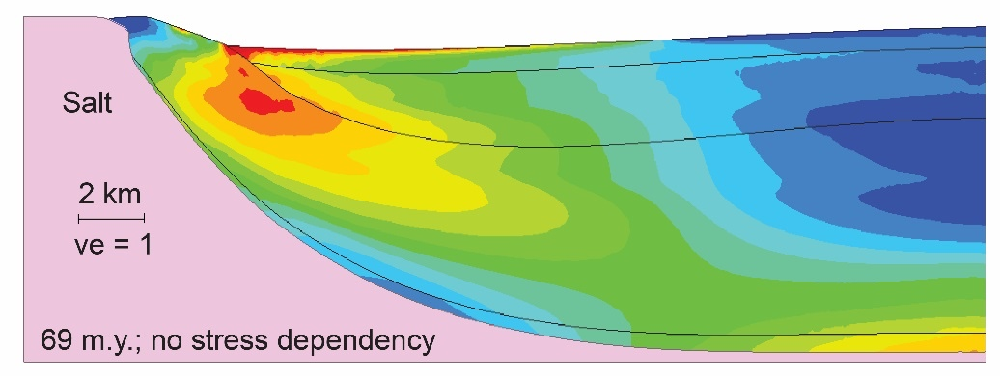 Salt
2 km
ve = 1
69 m.y.; no stress dependency